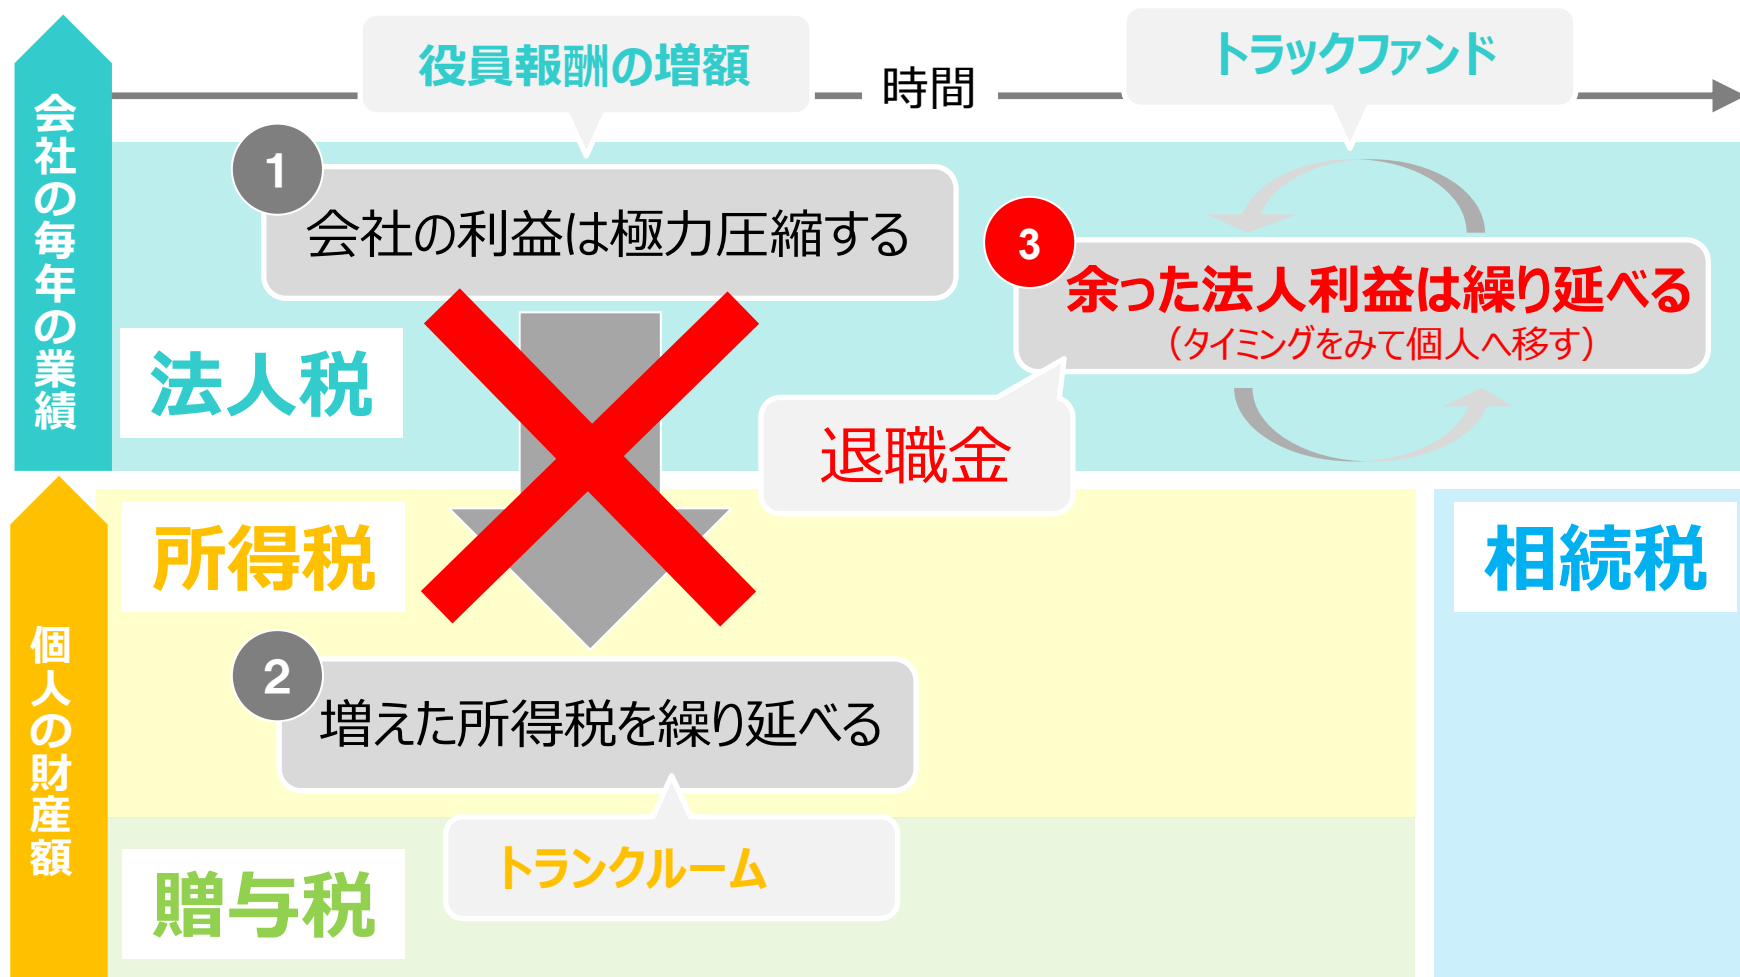 役員報酬の増額
時間
トラックファンド
会社の毎年の業績
1
会社の利益は極力圧縮する
3
余った法人利益は繰り延べる
（タイミングをみて個人へ移す）
法人税
退職金
所得税
相続税
個人の財産額
2
増えた所得税を繰り延べる
トランクルーム
贈与税